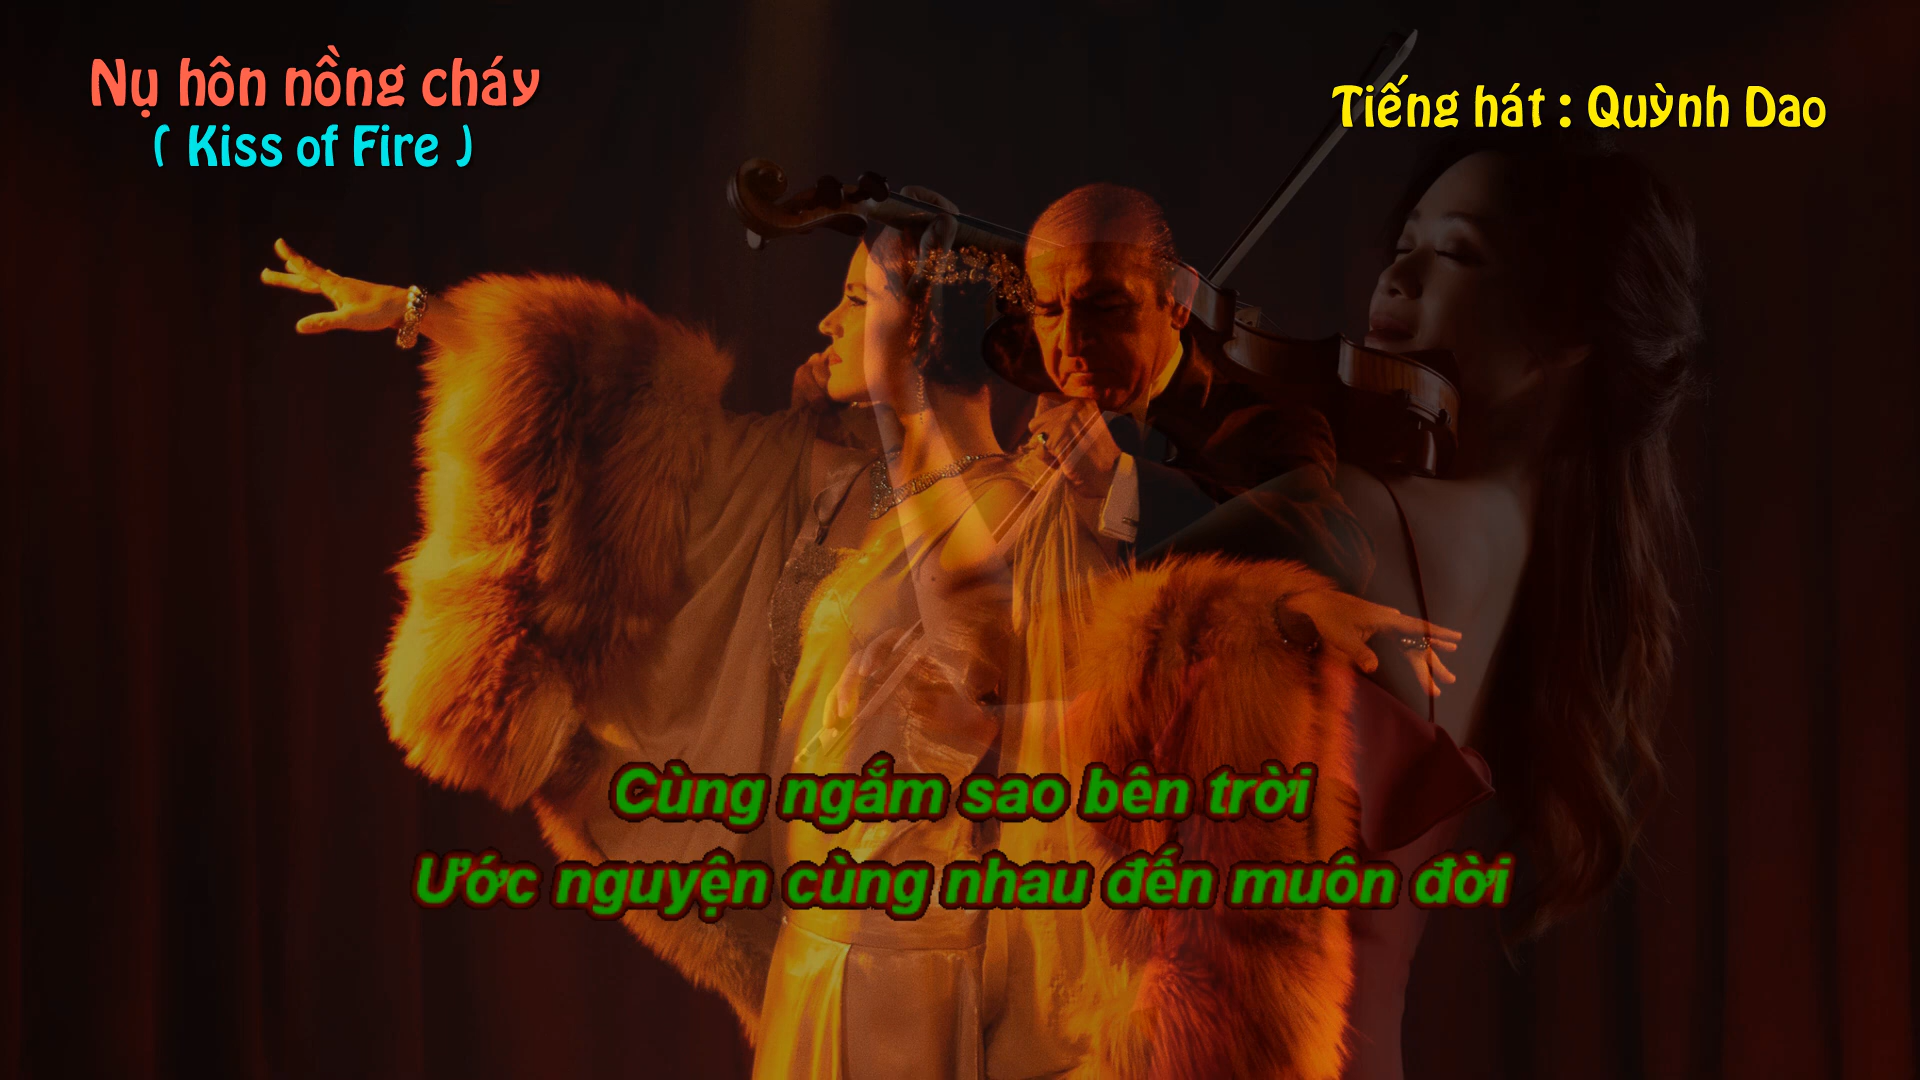 Nụ hôn nồng cháy
( Kiss of Fire )
Tiếng hát : Quỳnh Dao
Cùng ngắm sao bên trời
Ước nguyện cùng nhau đến muôn đời